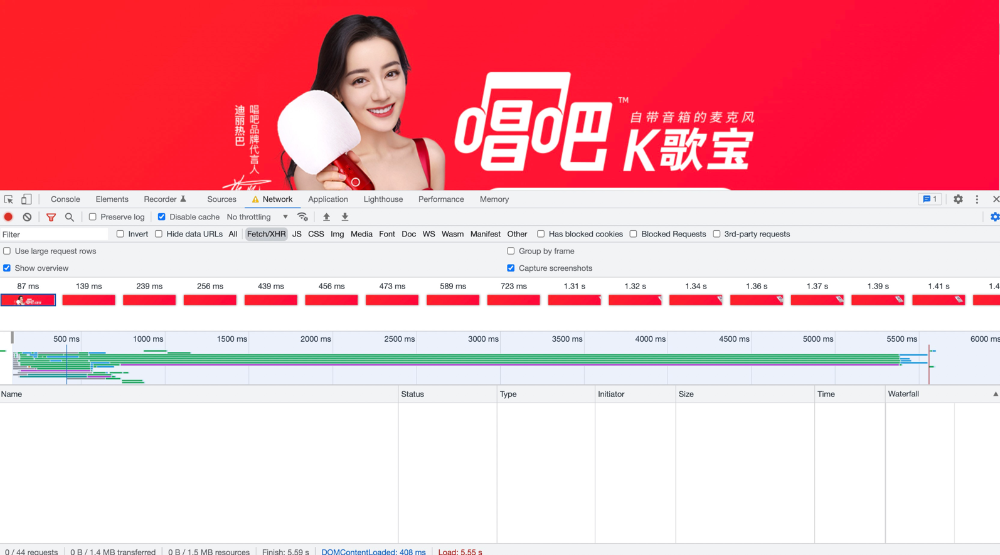 唱吧品牌代言人
迪丽热巴
唱吧
TM
自带音箱的麦克风
K歌宝
Console Elements Recorder Sources Network Application Lighthouse Performance Memory 1
Preserve log Disable cache No throttling
Filter Invert Hide data URLs All Fetch/XHR JS CSS Img Media Font Doc WS Wasm Manifest Other Has blocked cookies Blocked Requests 3rd-party requests
Use large request rows Group by frame
Show overview Capture screenshots
87 ms 139 ms 239 ms 256 ms 439 ms 456 ms 473 ms 589 ms 723 ms 1.31 s 1.32 s 1.34 s 1.36 s 1.37 s 1.39 s 1.41 s 1.4
500 ms 1000 ms 1500 ms 2000 ms 2500 ms 3000 ms 3500 ms 4000 ms 4500 ms 5000 ms 5500 ms 6000 ms
Name Status Type Initiator Size Time Waterfall
0 / 44 requests 0 B / 1.4 MB transferred 0 B / 1.5 MB resources Finish: 5.59 s DOMContentLoaded: 408 ms Load: 5.55 s